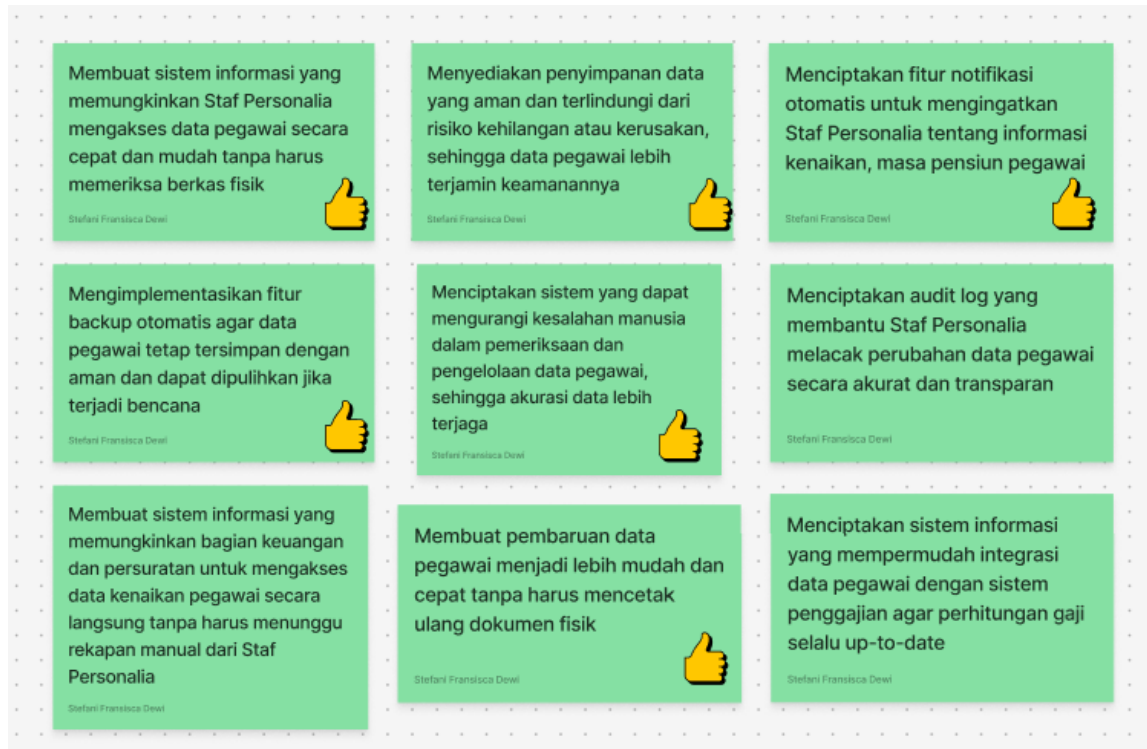 Membuat sistem informasi yang
memungkinkan Staf Personalia
mengakses data pegawai secara
cepat dan mudah tanpa harus
memeriksa berkas fisik
Stefani Fransisca Dewi
Menyediakan penyimpanan data
yang aman dan terlindungi dari
risiko kehilangan atau kerusakan,
sehingga data pegawai lebih
terjamin keamanannya
Stefani Fransisca Dewi
Menciptakan fitur notifikasi
otomatis untuk mengingatkan
Staf Personalia tentang informasi
kenaikan, masa pensiun pegawai
Stefani Fransisca Dewi
Mengimplementasikan fitur
backup otomatis agar data
pegawai tetap tersimpan dengan
aman dan dapat dipulihkan jika
terjadi bencana
Stefani Fransisca Dewi
Menciptakan sistem yang dapat
mengurangi kesalahan manusia
dalam pemeriksaan dan
pengelolaan data pegawai,
sehingga akurasi data lebih
terjaga
Stefani Fransisca Dewi
Menciptakan audit log yang
membantu Staf Personalia
melacak perubahan data pegawai
secara akurat dan transparan
Stefani Fransisca Dewi
Membuat sistem informasi yang
memungkinkan bagian keuangan
dan persuratan untuk mengakses
data kenaikan pegawai secara
langsung tanpa harus menunggu
rekapan manual dari Staf
Personalia
Stefani Fransisca Dewi
Membuat pembaruan data
pegawai menjadi lebih mudah dan
cepat tanpa harus mencetak
ulang dokumen fisik
Stefani Fransisca Dewi
Menciptakan sistem informasi
yang mempermudah integrasi
data pegawai dengan sistem
penggajian agar perhitungan gaji
selalu up-to-date
Stefani Fransisca Dewi